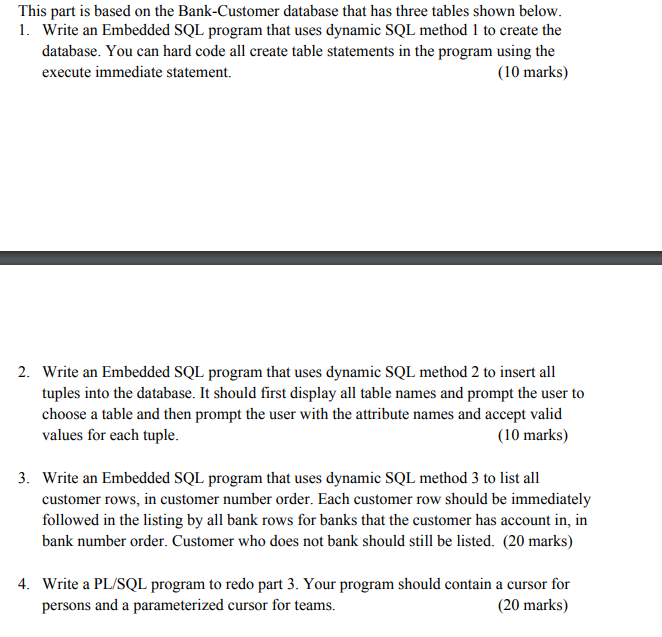 This part is based on the Bank-Customer database that has three tables shown below.
1. Write an Embedded SQL program that uses dynamic SQL method 1 to create the
database. You can hard code all create table statements in the program using the
execute immediate statement. (10 marks)
2. Write an Embedded SQL program that uses dynamic SQL method 2 to insert all
tuples into the database. It should first display all table names and prompt the user to
choose a table and then prompt the user with the attribute names and accept valid
values for each tuple. (10 marks)
3. Write an Embedded SQL program that uses dynamic SQL method 3 to list all
customer rows, in customer number order. Each customer row should be immediately
followed in the listing by all bank rows for banks that the customer has account in, in
bank number order. Customer who does not bank should still be listed. (20 marks)
4. Write a PL/SQL program to redo part 3. Your program should contain a cursor for
persons and a parameterized cursor for teams. (20 marks)